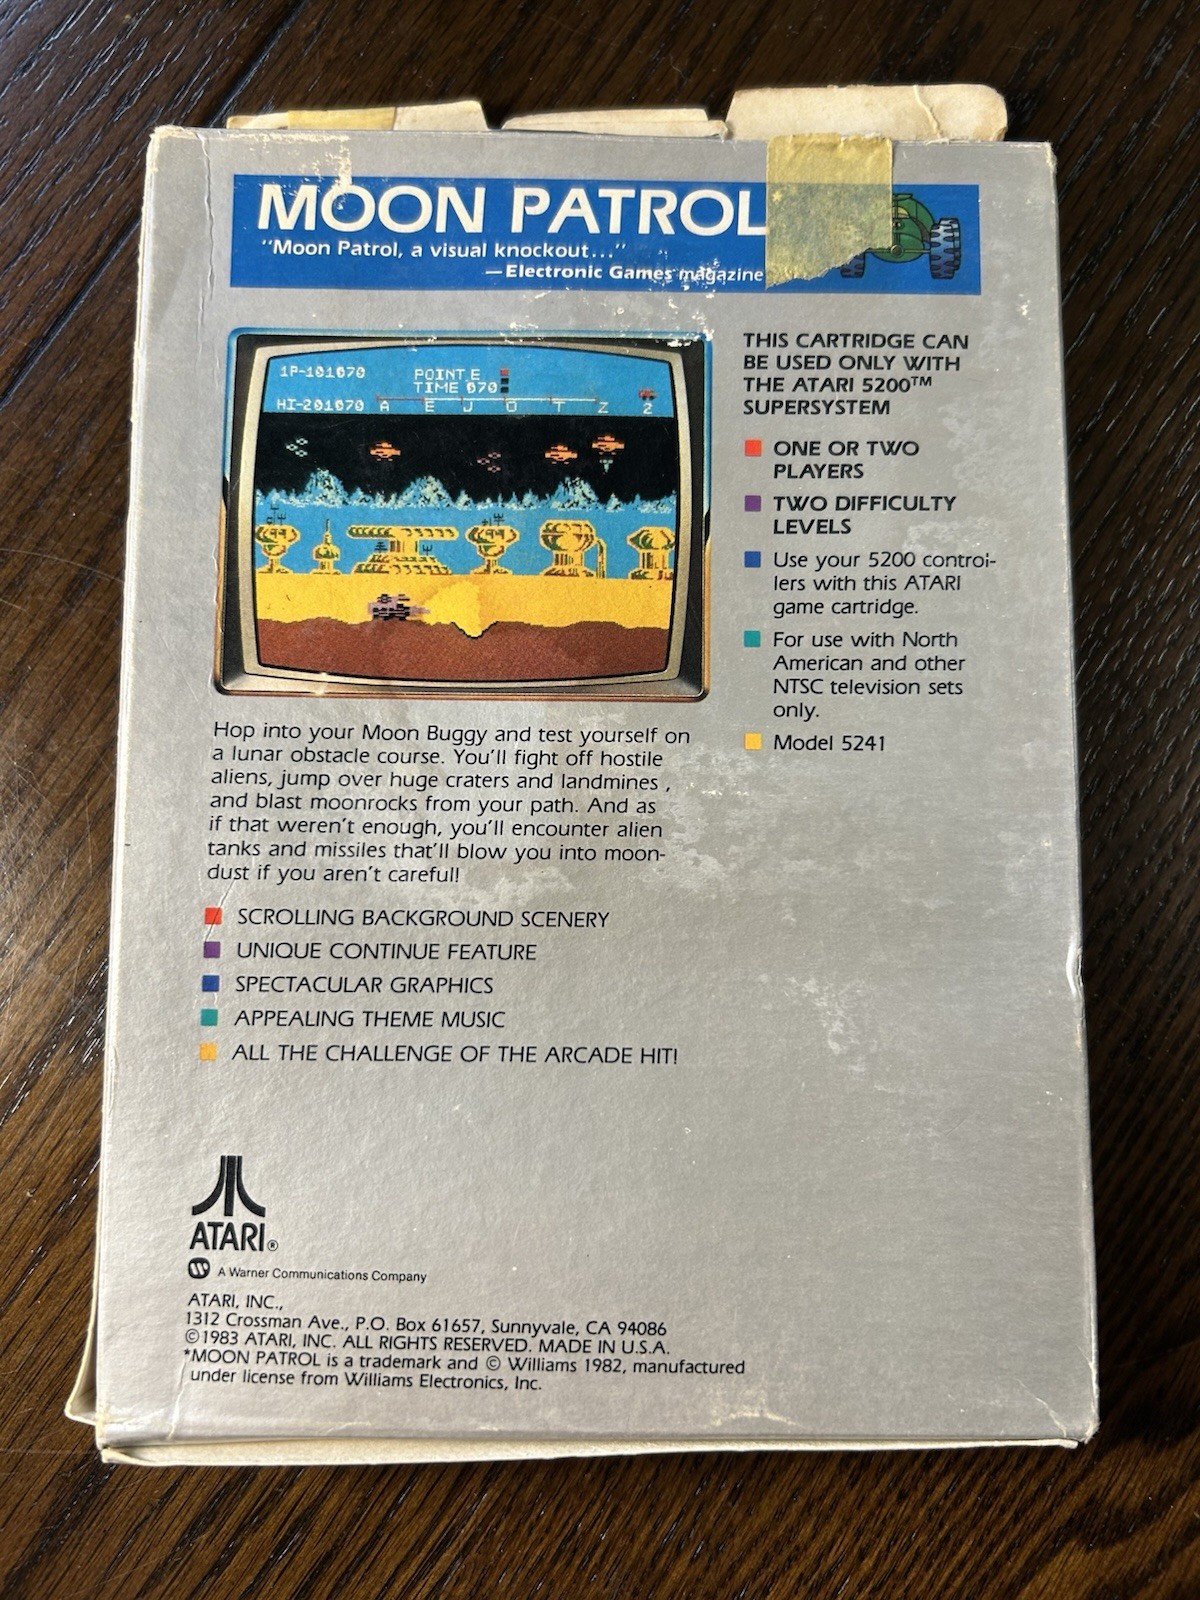 MOON PATROL
"Moon Patrol, a visual knockout..."
—Electronic Games magazine
1P-101070
POINT E
TIME 070
HI-201070
A E J O T Z 2
THIS CARTRIDGE CAN
BE USED ONLY WITH
THE ATARI 5200™
SUPERSYSTEM
ONE OR TWO
PLAYERS
TWO DIFFICULTY
LEVELS
Use your 5200 control-
lers with this ATARI
game cartridge.
For use with North
American and other
NTSC television sets
only.
Model 5241
Hop into your Moon Buggy and test yourself on
a lunar obstacle course. You'll fight off hostile
aliens, jump over huge craters and landmines ,
and blast moonrocks from your path. And as
if that weren't enough, you'll encounter alien
tanks and missiles that'll blow you into moon-
dust if you aren't careful!
SCROLLING BACKGROUND SCENERY
UNIQUE CONTINUE FEATURE
SPECTACULAR GRAPHICS
APPEALING THEME MUSIC
ALL THE CHALLENGE OF THE ARCADE HIT!
ATARI®
A Warner Communications Company
ATARI, INC.,
1312 Crossman Ave., P.O. Box 61657, Sunnyvale, CA 94086
©1983 ATARI, INC. ALL RIGHTS RESERVED. MADE IN U.S.A.
*MOON PATROL is a trademark and © Williams 1982, manufactured
under license from Williams Electronics, Inc.